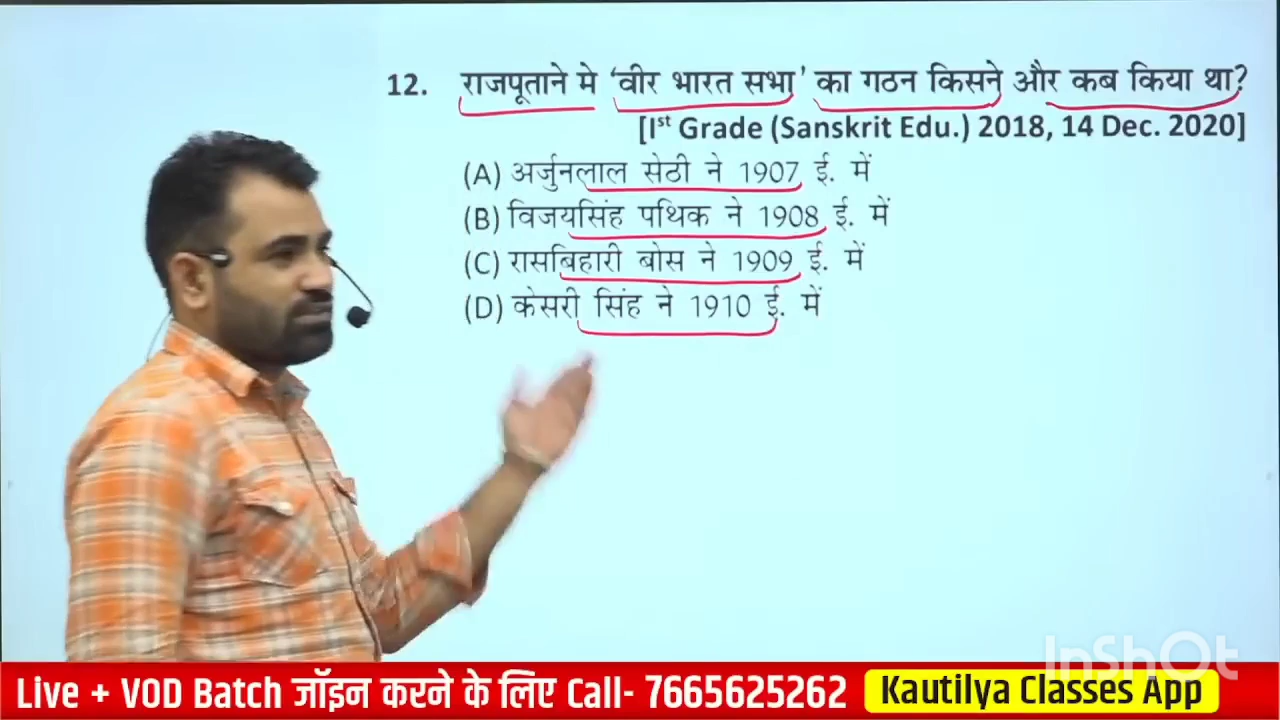 12. राजपूताने मे ‘वीर भारत सभा’ का गठन किसने और कब किया था?
[Ist Grade (Sanskrit Edu.) 2018, 14 Dec. 2020]
(A) अर्जुनलाल सेठी ने 1907 ई. में
(B) विजयसिंह पथिक ने 1908 ई. में
(C) रासबिहारी बोस ने 1909 ई. में
(D) केसरी सिंह ने 1910 ई. में
InShOt
Live + VOD Batch जॉइन करने के लिए Call- 7665625262 Kautilya Classes App